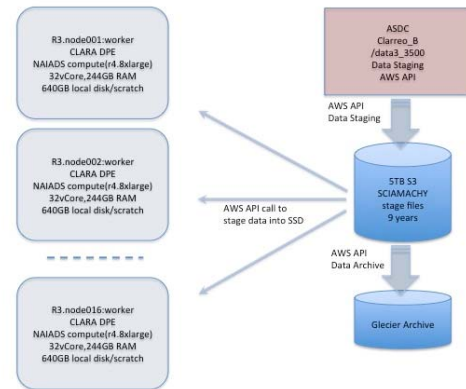 R3.node001:worker
CLARA DPE
NAIADS compute(r4.8xlarge)
32vCore,244GB RAM
640GB local disk/scratch
R3.node002:worker
CLARA DPE
NAIADS compute(r4.8xlarge)
32vCore,244GB RAM
640GB local disk/scratch
R3.node016:worker
CLARA DPE
NAIADS compute(r4.8xlarge)
32vCore,244GB RAM
640GB local disk/scratch
AWS API call to
stage data into SSD
ASDC
Clarreo_B
/data3_3500
Data Staging
AWS API
AWS API
Data Staging
5TB S3
SCIAMACHY
stage files
9 years
AWS API
Data Archive
Glecier Archive